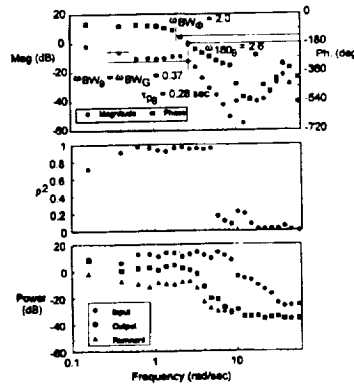 ωBWΦ = 2.0
20
0
-20
-40
-60
Mag (dB)
ω180θ = 2.6
ωBWθ = ωBWG = 0.37
τpθ = 0.28 sec
Magnitude
Phase
0
-180
-360
-540
-720
Ph. (deg
1
0.8
0.6
0.4
0.2
0
ρ2
20
0
-20
-40
-60
Power
(dB)
Input
Output
Remnant
0.1
1
10
Frequency (rad/sec)